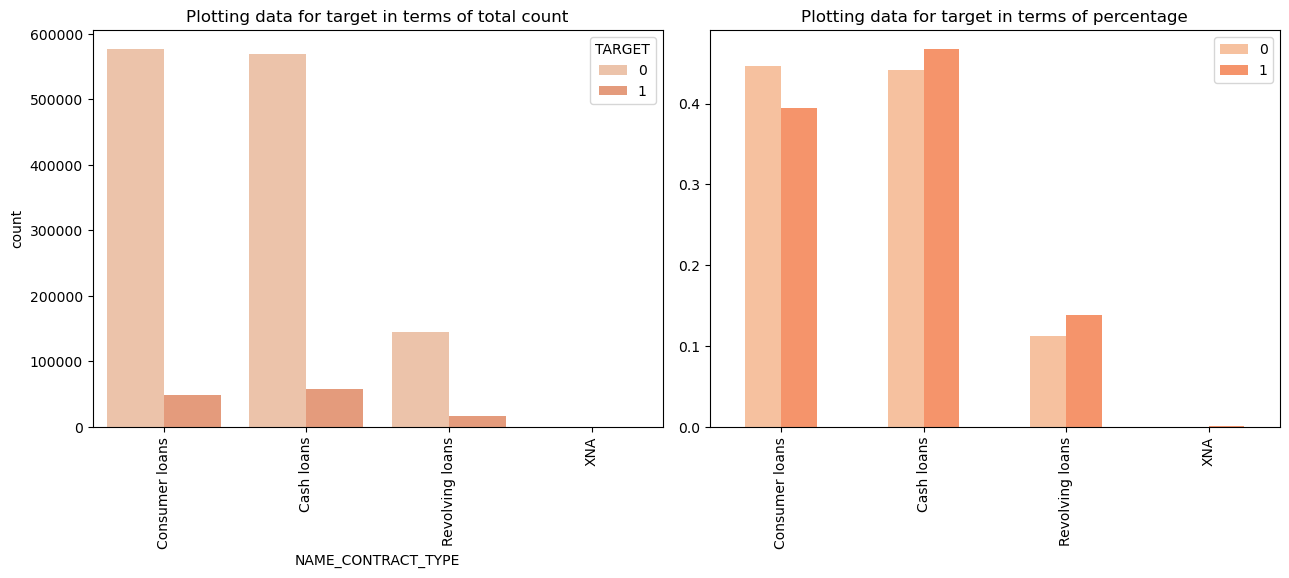 Plotting data for target in terms of total count
600000
500000
400000
300000
200000
100000
0
count
TARGET
0
1
Consumer loans
Cash loans
Revolving loans
XNA
NAME_CONTRACT_TYPE
Plotting data for target in terms of percentage
0.4
0.3
0.2
0.1
0.0
0
1
Consumer loans
Cash loans
Revolving loans
XNA